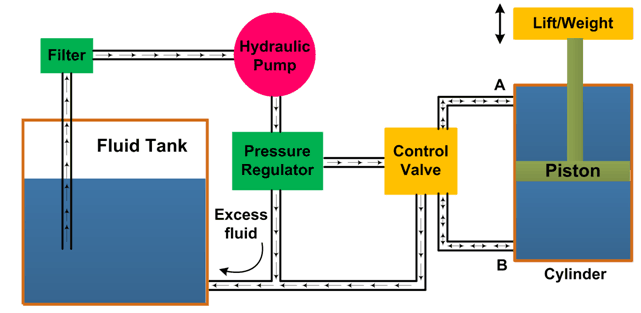 Lift/Weight
Filter
Hydraulic
Pump
A
Fluid Tank
Pressure
Regulator
Control
Valve
Piston
Excess
fluid
B
Cylinder